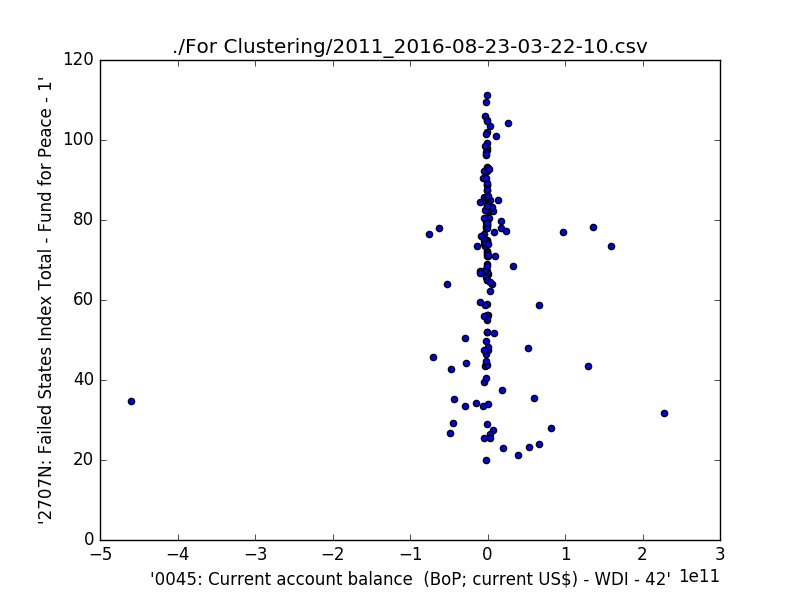 ./For Clustering/2011_2016-08-23-03-22-10.csv
120
100
80
60
40
20
0
'2707N: Failed States Index Total - Fund for Peace - 1'
−5 −4 −3 −2 −1 0 1 2 3
1e11
'0045: Current account balance  (BoP; current US$) - WDI - 42'